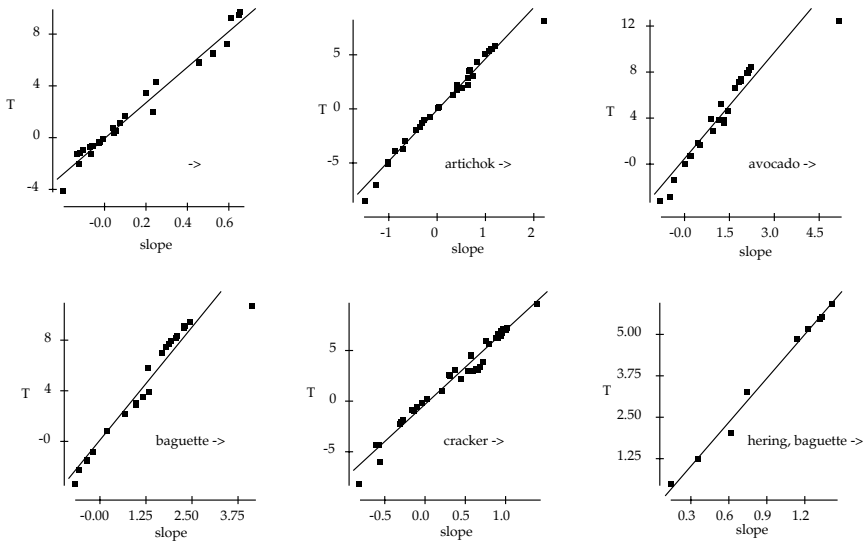 8
4
T
0
-4
->
-0.0 0.2 0.4 0.6
slope
5
T 0
-5
artichok ->
-1 0 1 2
slope
12
8
T
4
-0
avocado ->
-0.0 1.5 3.0 4.5
slope
8
T
4
-0
baguette ->
-0.00 1.25 2.50 3.75
slope
5
T
0
-5
cracker ->
-0.5 0.0 0.5 1.0
slope
5.00
3.75
T
2.50
1.25
hering, baguette ->
0.3 0.6 0.9 1.2
slope